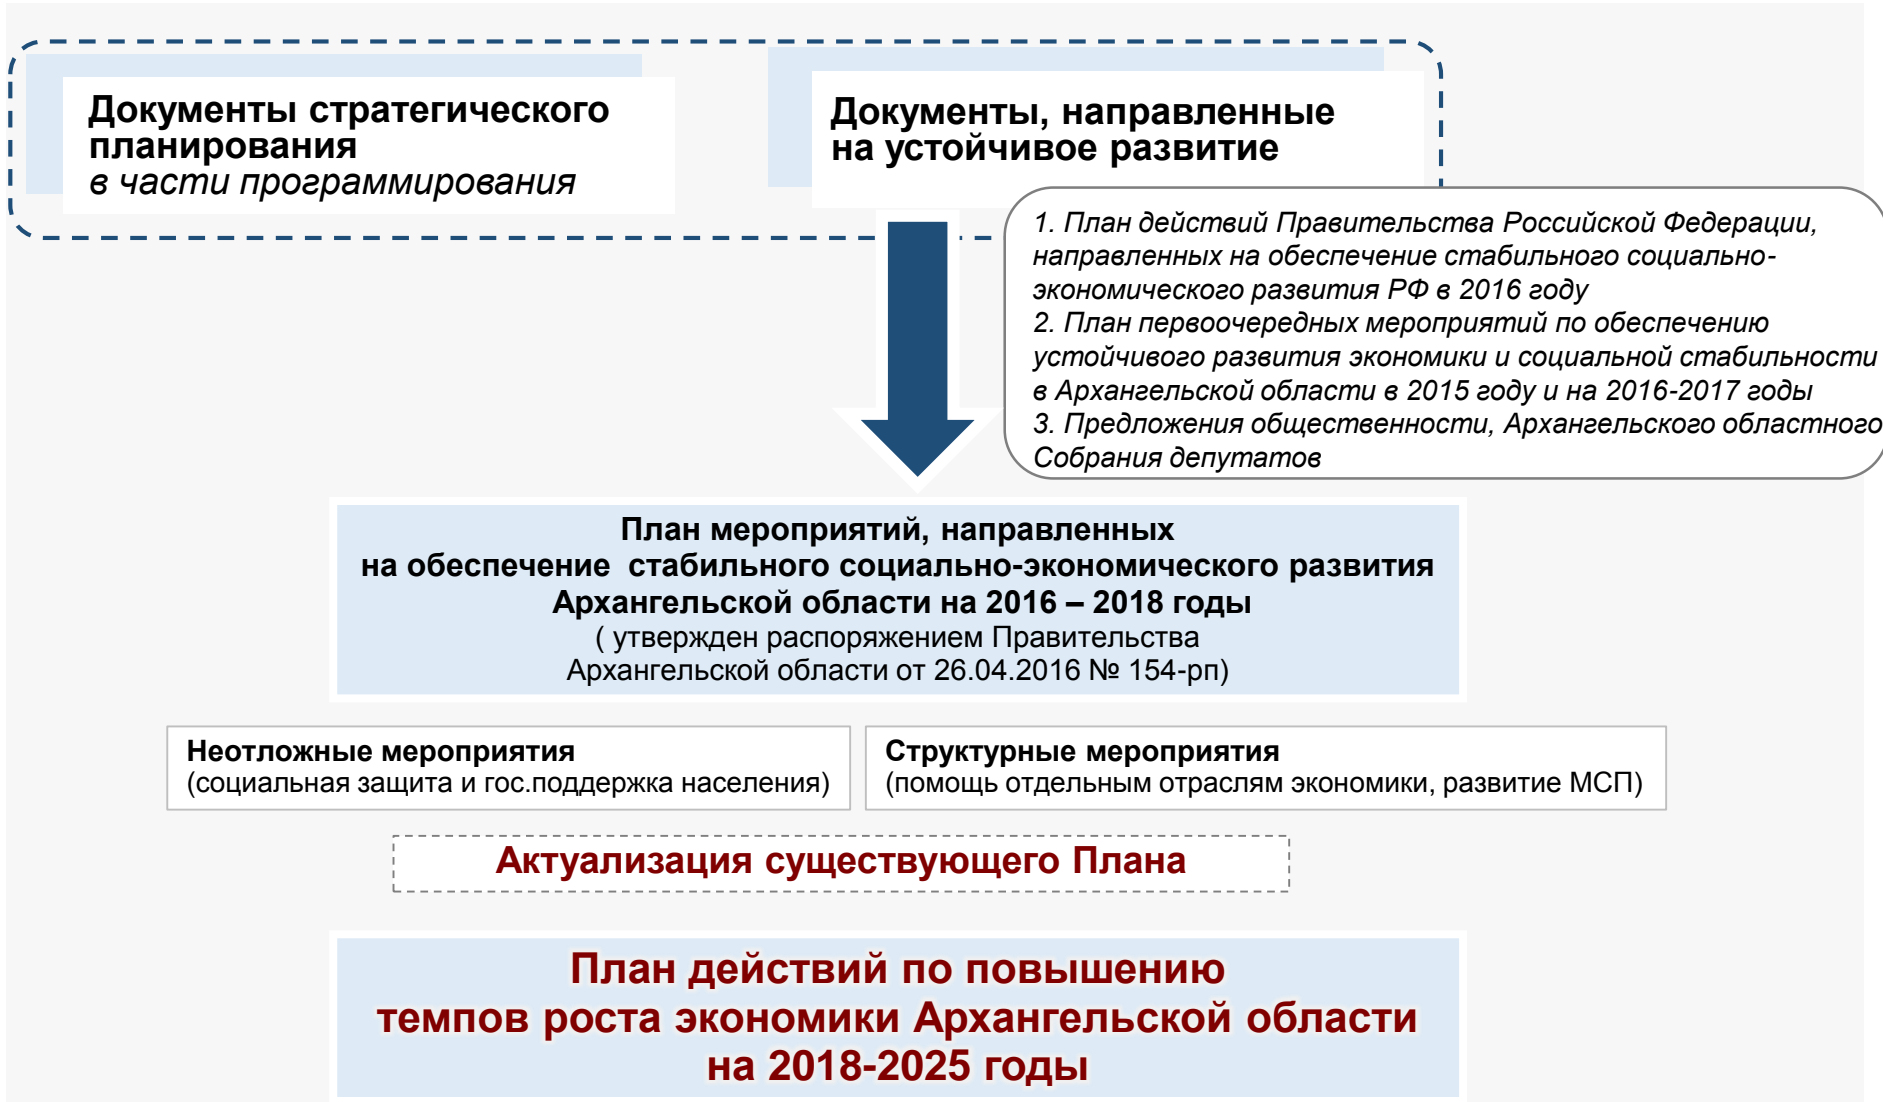 Документы стратегического
планирования
в части программирования
Документы, направленные
на устойчивое развитие
1. План действий Правительства Российской Федерации,
направленных на обеспечение стабильного социально-
экономического развития РФ в 2016 году
2. План первоочередных мероприятий по обеспечению
устойчивого развития экономики и социальной стабильности
в Архангельской области в 2015 году и на 2016-2017 годы
3. Предложения общественности, Архангельского областного
Собрания депутатов
План мероприятий, направленных
на обеспечение  стабильного социально-экономического развития
Архангельской области на 2016 – 2018 годы
( утвержден распоряжением Правительства
Архангельской области от 26.04.2016 № 154-рп)
Неотложные мероприятия
(социальная защита и гос.поддержка населения)
Структурные мероприятия
(помощь отдельным отраслям экономики, развитие МСП)
Актуализация существующего Плана
План действий по повышению
темпов роста экономики Архангельской области
на 2018-2025 годы